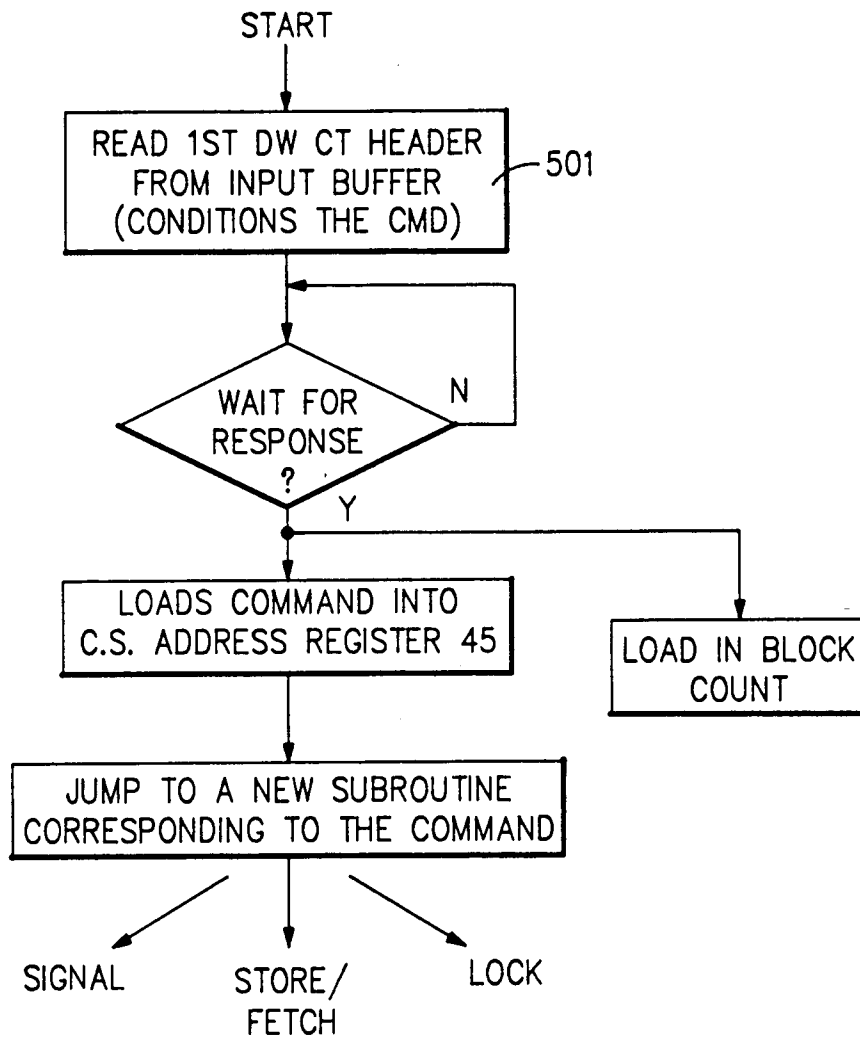 START
READ 1ST DW CT HEADER
FROM INPUT BUFFER
(CONDITIONS THE CMD)
501
WAIT FOR
RESPONSE
?
N
Y
LOADS COMMAND INTO
C.S. ADDRESS REGISTER 45
LOAD IN BLOCK
COUNT
JUMP TO A NEW SUBROUTINE
CORRESPONDING TO THE COMMAND
SIGNAL
STORE/
FETCH
LOCK